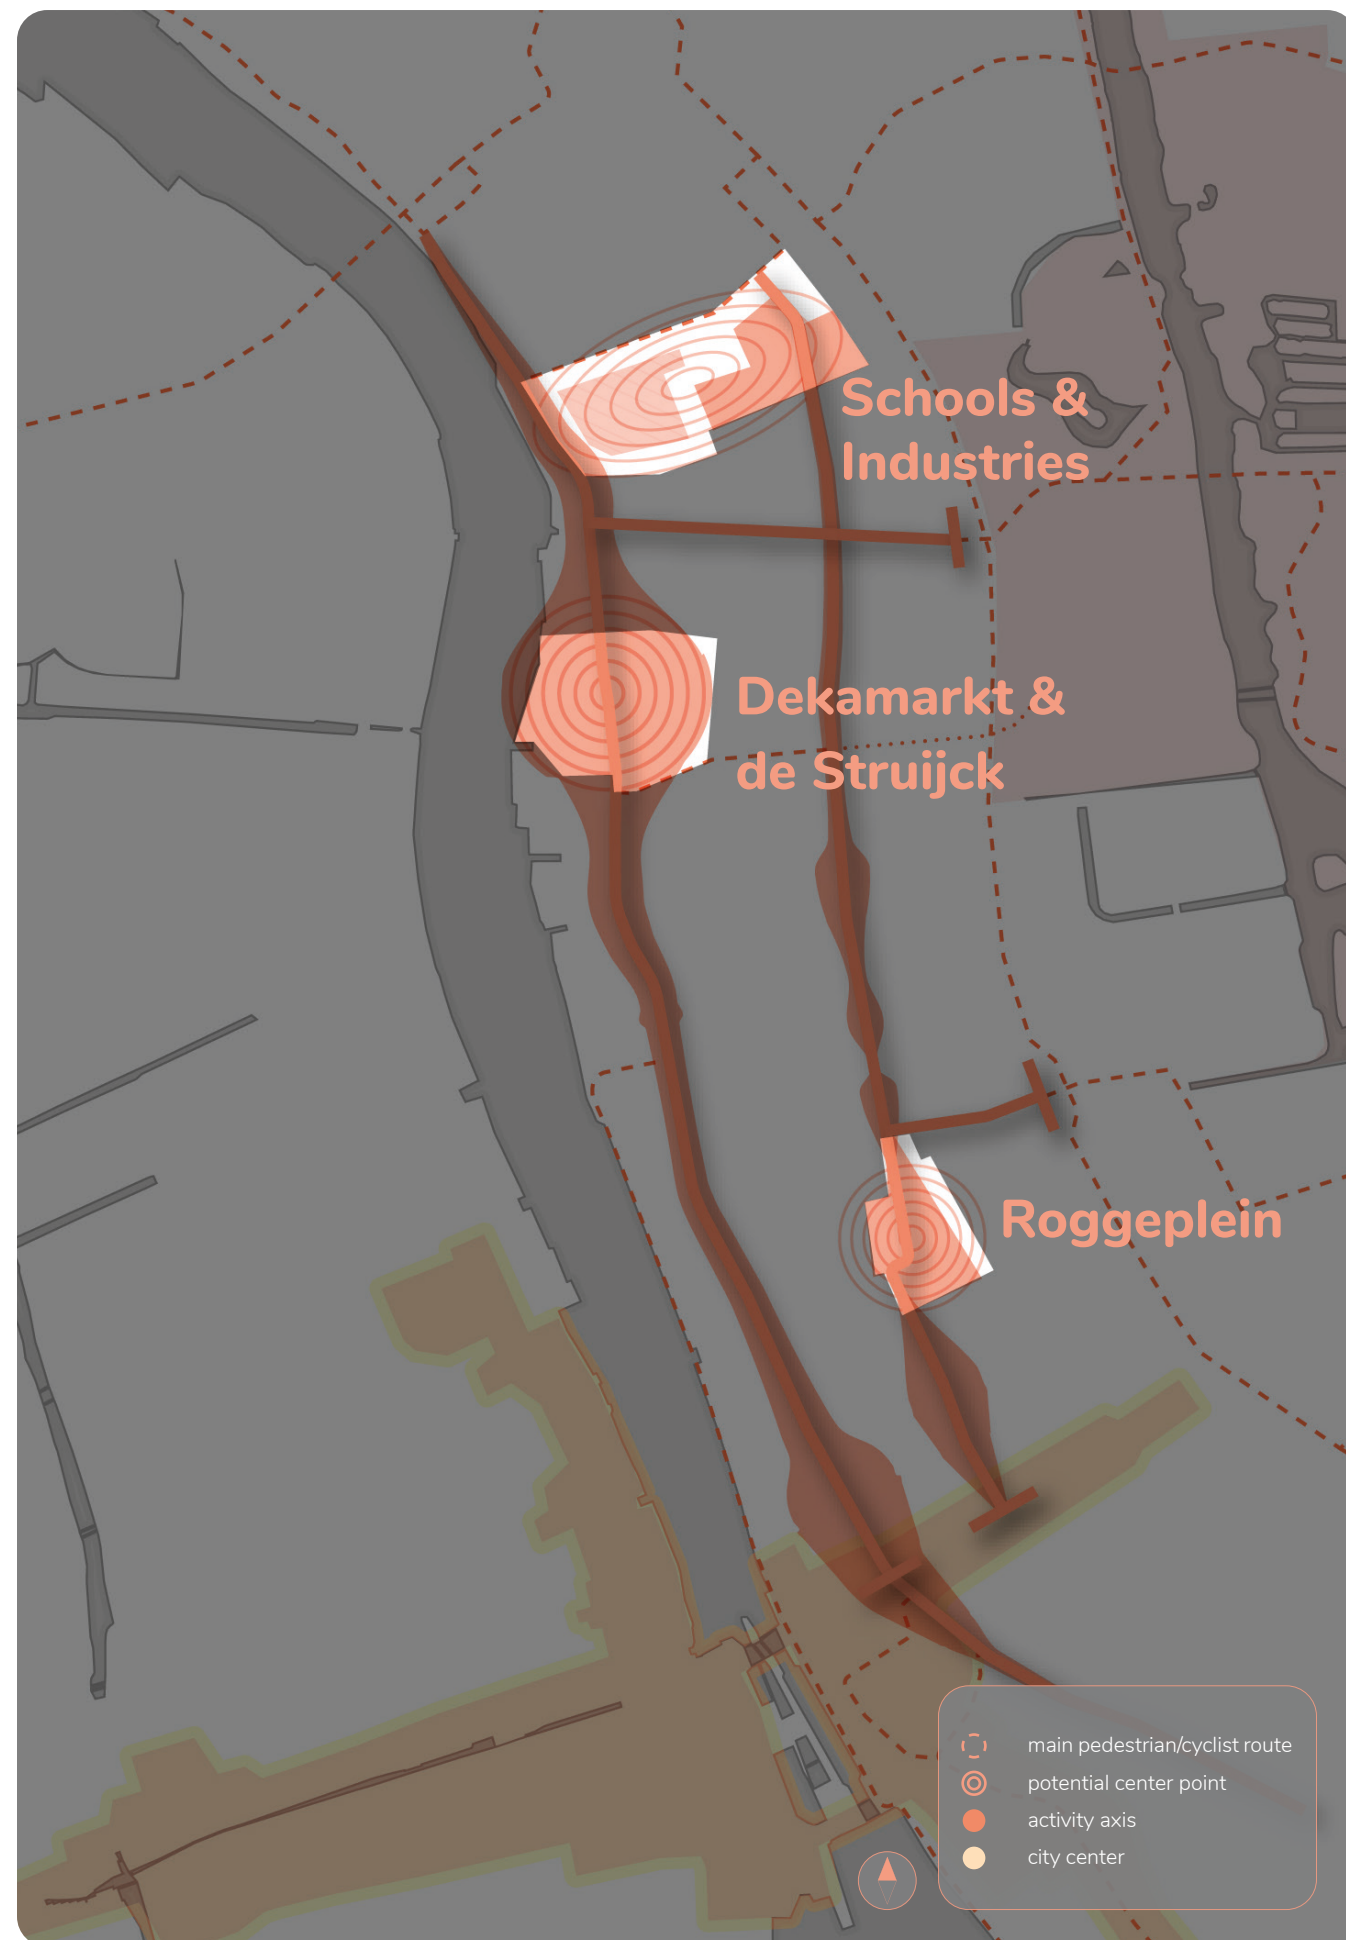 Schools &
Industries
Dekamarkt &
de Struijck
Roggeplein
main pedestrian/cyclist route
potential center point
activity axis
city center